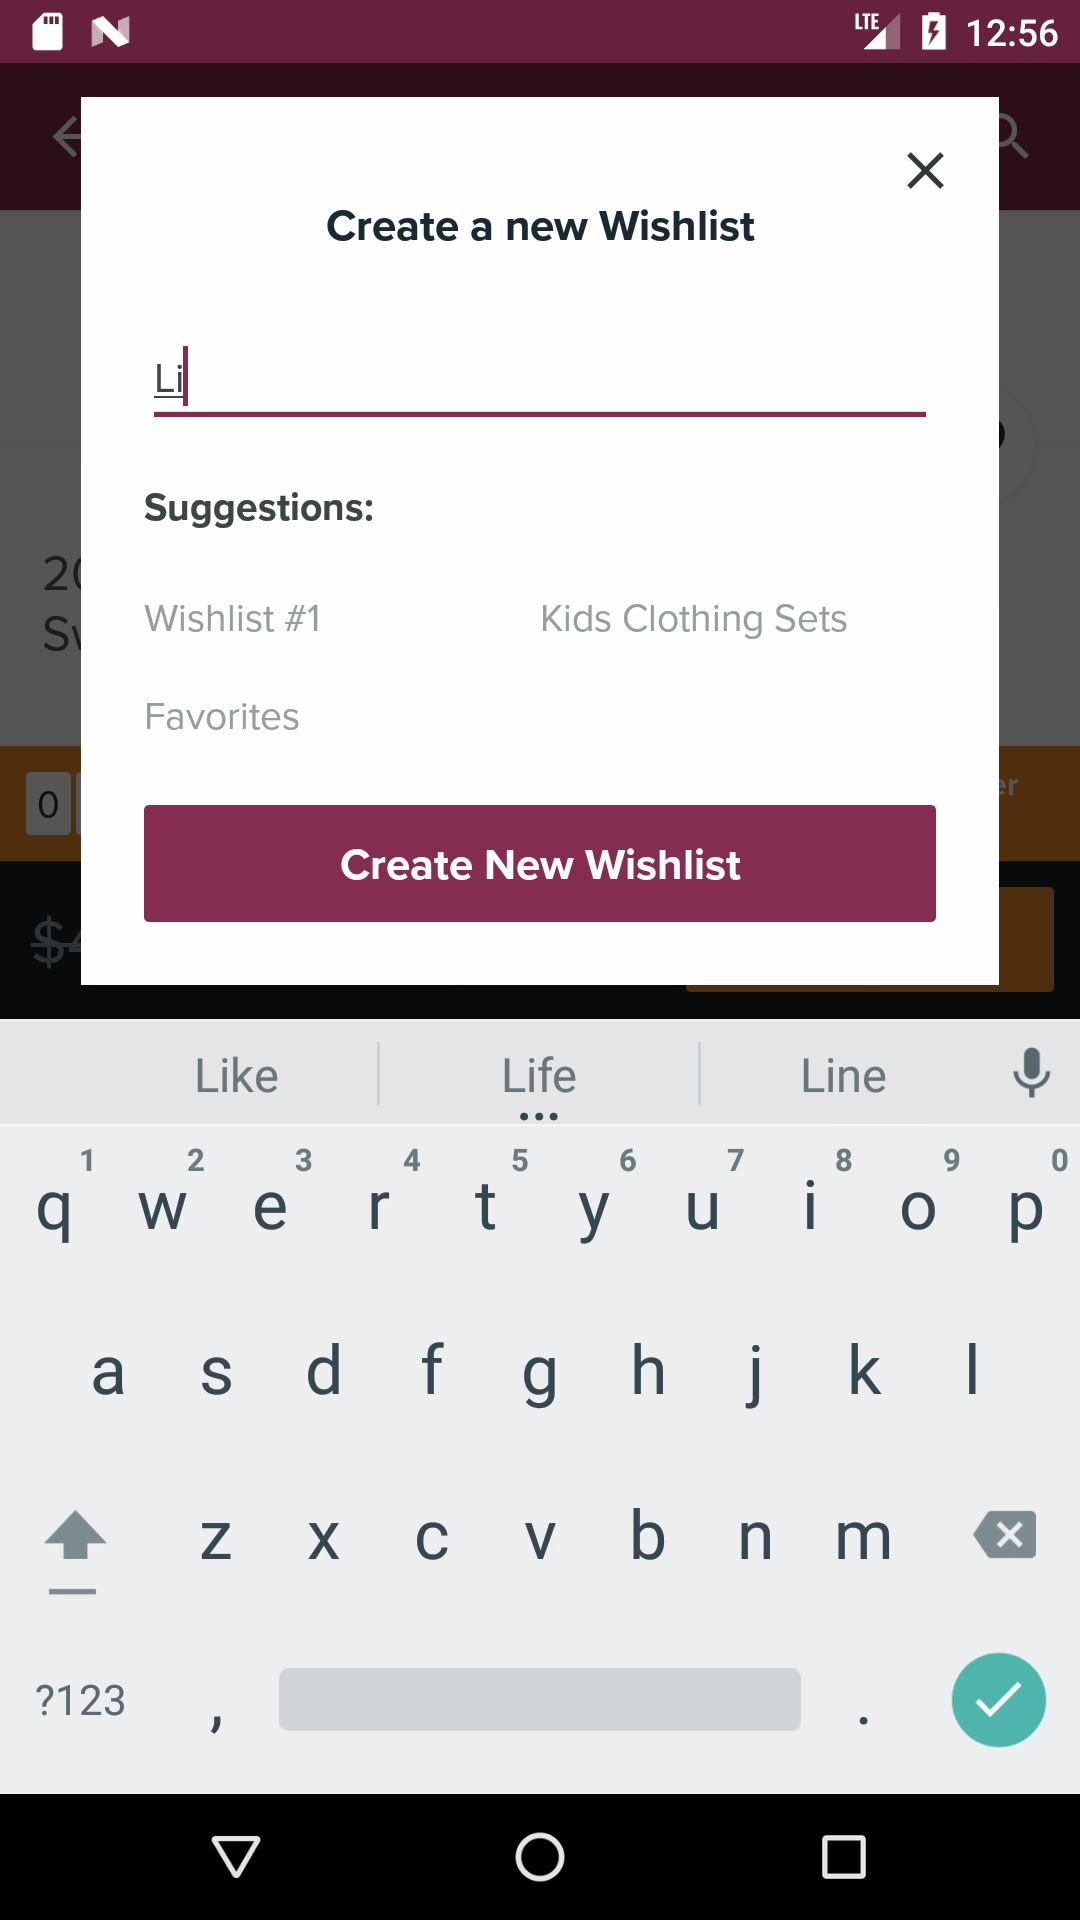 LTE 12:56
Create a new Wishlist
Li
Suggestions:
Wishlist #1 Kids Clothing Sets
Favorites
0
Create New Wishlist
Like Life Line
1 2 3 4 5 6 7 8 9 0
q w e r t y u i o p
a s d f g h j k l
z x c v b n m
?123 , .